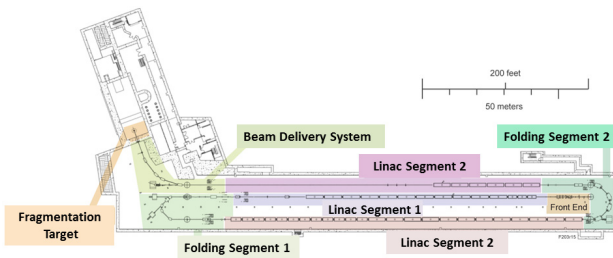 200 feet
50 meters
Beam Delivery System
Folding Segment 2
Linac Segment 2
Linac Segment 1
Front End
Fragmentation
Target
Folding Segment 1
Linac Segment 2